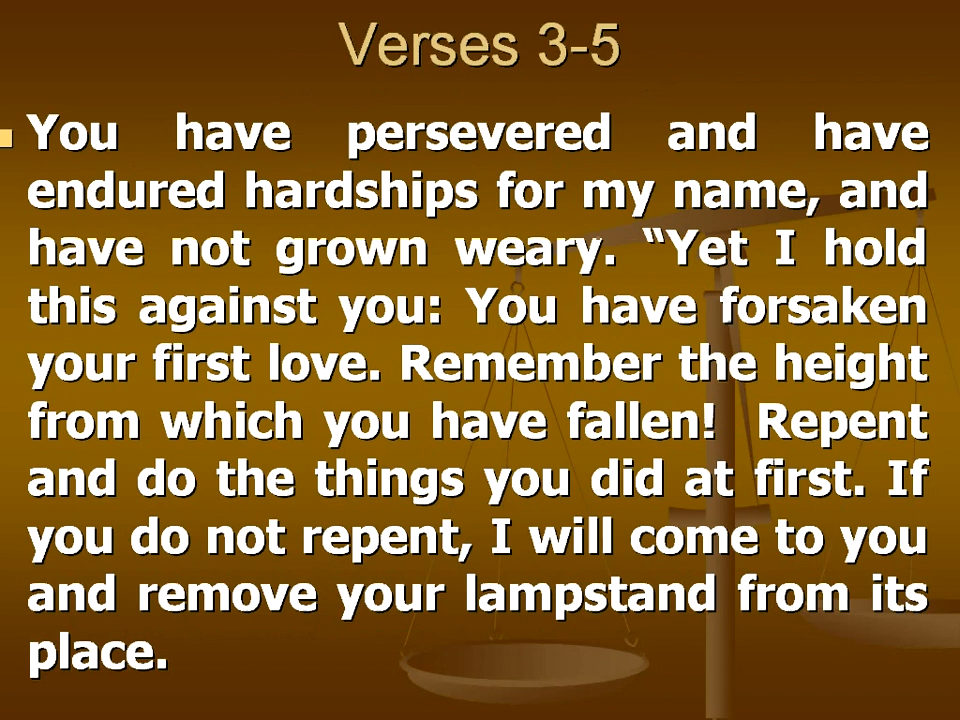 Verses 3-5
You have persevered and have
endured hardships for my name, and
have not grown weary. “Yet I hold
this against you: You have forsaken
your first love. Remember the height
from which you have fallen! Repent
and do the things you did at first. If
you do not repent, I will come to you
and remove your lampstand from its
place.